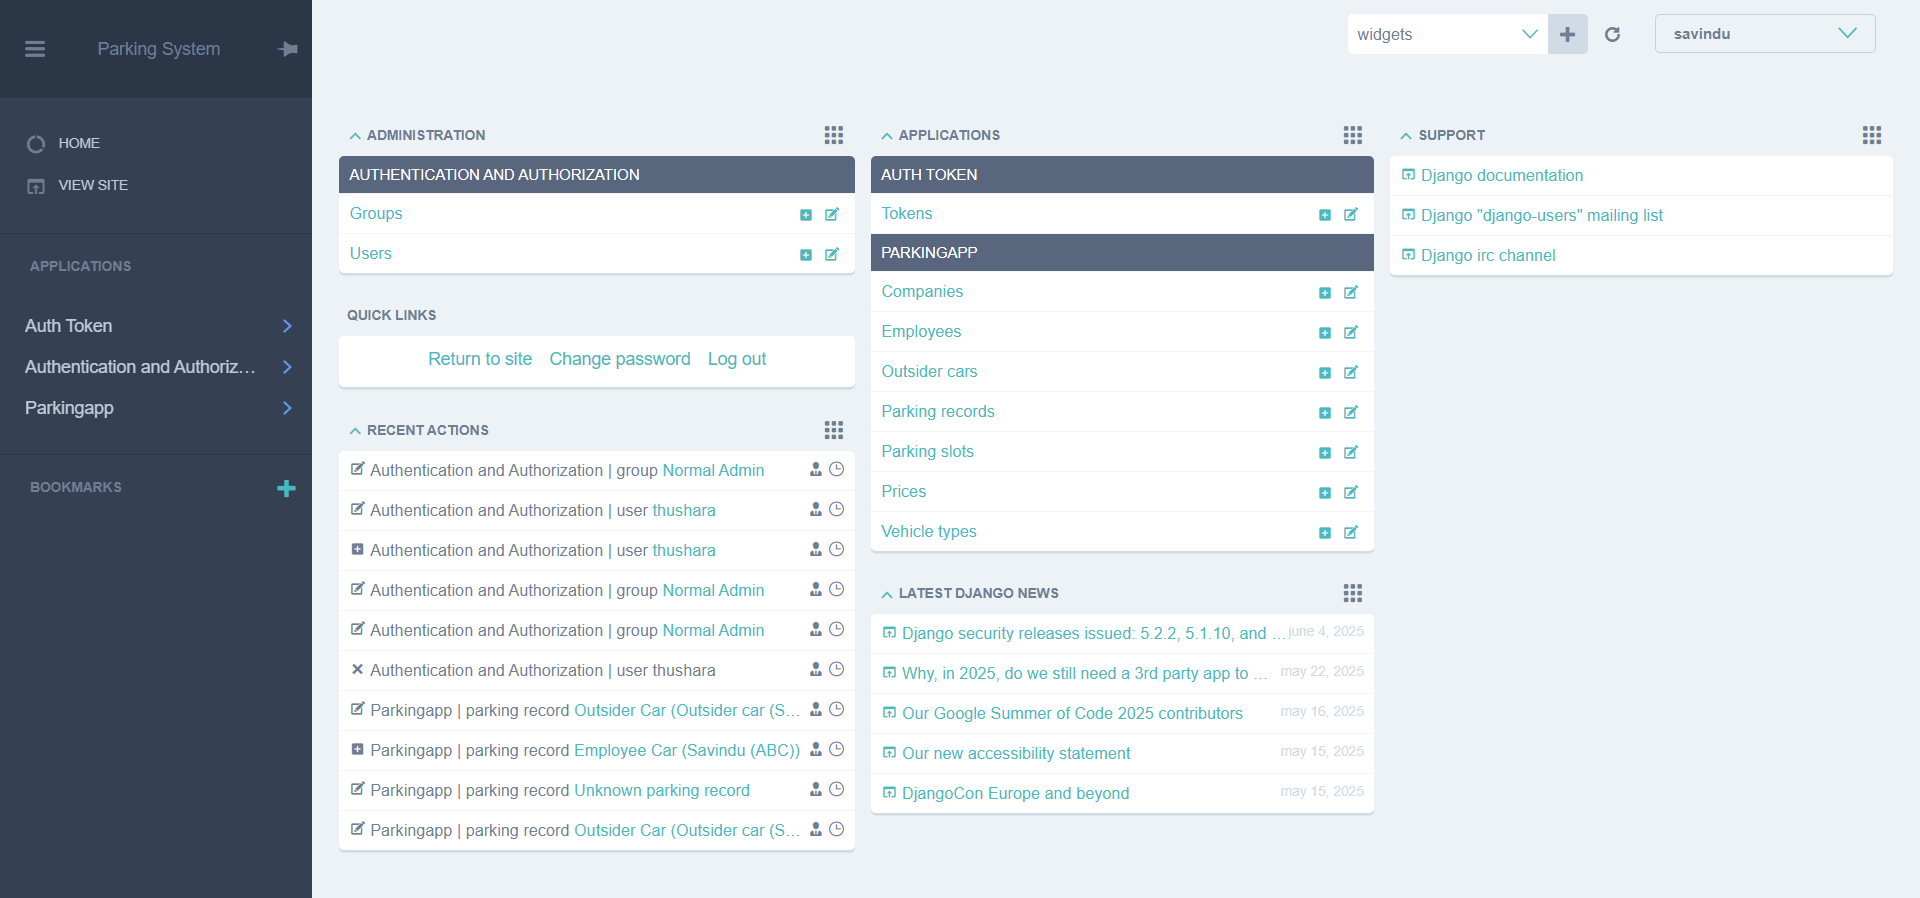 Parking System
HOME
VIEW SITE
APPLICATIONS
Auth Token
Authentication and Authoriz...
Parkingapp
BOOKMARKS
widgets
savindu
ADMINISTRATION
AUTHENTICATION AND AUTHORIZATION
Groups
Users
QUICK LINKS
Return to site Change password Log out
RECENT ACTIONS
Authentication and Authorization | group Normal Admin
Authentication and Authorization | user thushara
Authentication and Authorization | user thushara
Authentication and Authorization | group Normal Admin
Authentication and Authorization | group Normal Admin
Authentication and Authorization | user thushara
Parkingapp | parking record Outsider Car (Outsider car (S...
Parkingapp | parking record Employee Car (Savindu (ABC))
Parkingapp | parking record Unknown parking record
Parkingapp | parking record Outsider Car (Outsider car (S...
APPLICATIONS
AUTH TOKEN
Tokens
PARKINGAPP
Companies
Employees
Outsider cars
Parking records
Parking slots
Prices
Vehicle types
LATEST DJANGO NEWS
Django security releases issued: 5.2.2, 5.1.10, and ... june 4, 2025
Why, in 2025, do we still need a 3rd party app to ... may 22, 2025
Our Google Summer of Code 2025 contributors may 16, 2025
Our new accessibility statement may 15, 2025
DjangoCon Europe and beyond may 15, 2025
SUPPORT
Django documentation
Django "django-users" mailing list
Django irc channel